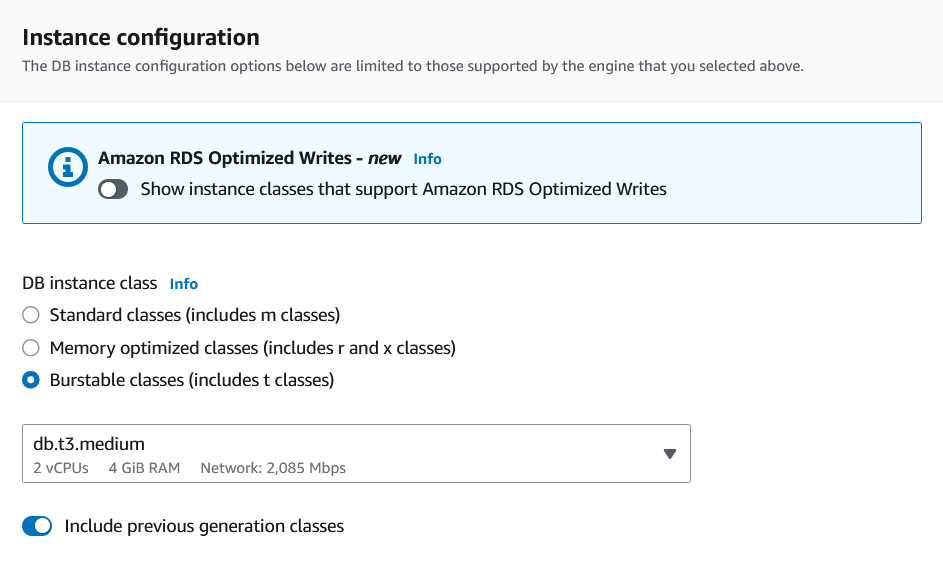 Instance configuration
The DB instance configuration options below are limited to those supported by the engine that you selected above.
Amazon RDS Optimized Writes - new Info
Show instance classes that support Amazon RDS Optimized Writes
DB instance class Info
Standard classes (includes m classes)
Memory optimized classes (includes r and x classes)
Burstable classes (includes t classes)
db.t3.medium
2 vCPUs 4 GiB RAM Network: 2,085 Mbps
Include previous generation classes